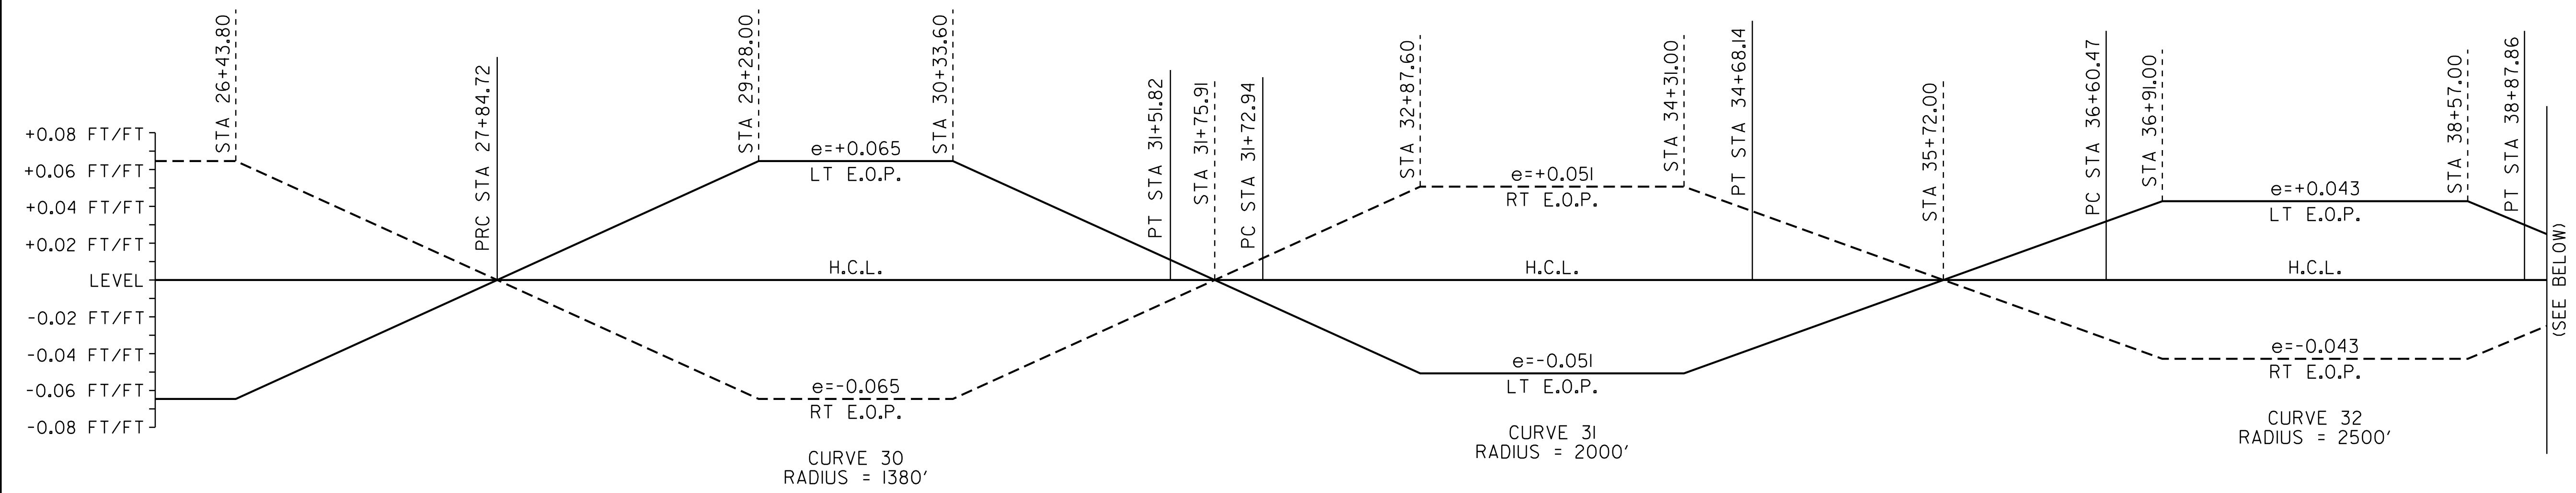 STA 26+43.80
PRC STA 27+84.72
STA 29+28.00
STA 30+33.60
PT STA 31+51.82
STA 31+75.91
PC STA 31+72.94
STA 32+87.60
STA 34+31.00
PT STA 34+68.14
STA 35+72.00
PC STA 36+60.47
STA 36+91.00
STA 38+57.00
PT STA 38+87.86
+0.08 FT/FT
+0.06 FT/FT
+0.04 FT/FT
+0.02 FT/FT
LEVEL
-0.02 FT/FT
-0.04 FT/FT
-0.06 FT/FT
-0.08 FT/FT
e=+0.065
LT E.O.P.
H.C.L.
e=-0.065
RT E.O.P.
CURVE 30
RADIUS = 1380'
e=+0.051
RT E.O.P.
H.C.L.
e=-0.051
LT E.O.P.
CURVE 31
RADIUS = 2000'
e=+0.043
LT E.O.P.
H.C.L.
e=-0.043
RT E.O.P.
CURVE 32
RADIUS = 2500'
(SEE BELOW)